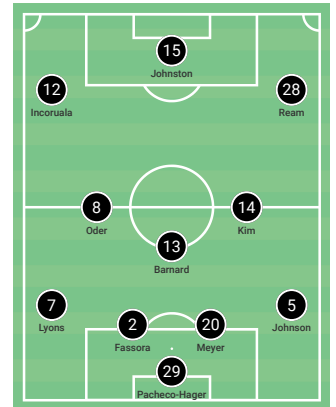 15
Johnston
12
Incoruala
28
Ream
8
Oder
14
Kim
13
Barnard
7
Lyons
2
Fassora
20
Meyer
5
Johnson
29
Pacheco-Hager